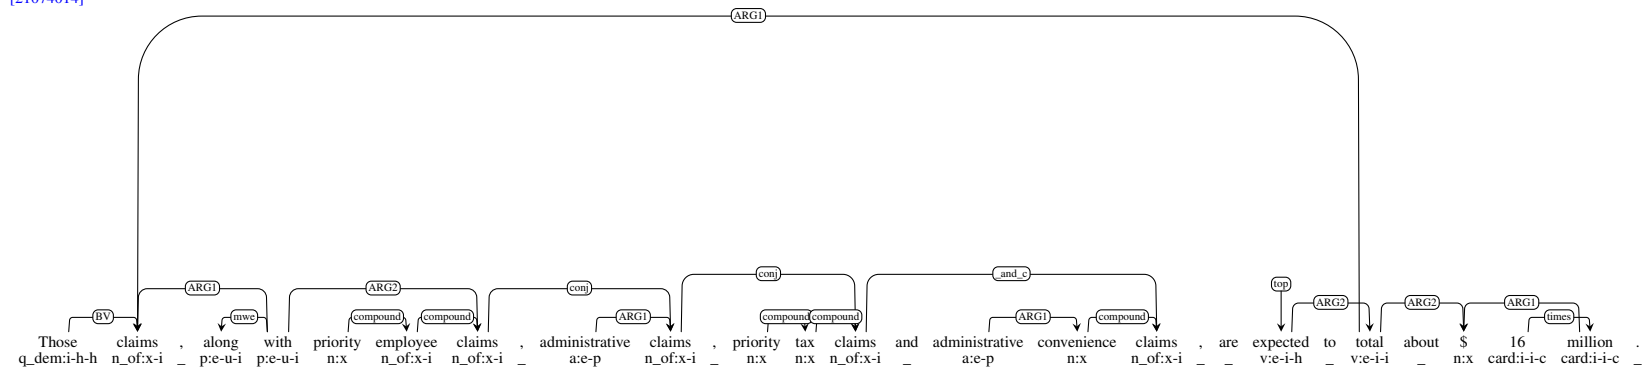 [21674014]
ARG1
conj _and_c
ARG1 ARG2 conj top
BV mwe compound compound ARG1 compound compound ARG1 compound ARG2 ARG2 ARG1 times
Those claims , along with priority employee claims , administrative claims , priority tax claims and administrative convenience claims , are expected to total about $ 16 million .
q_dem:i-h-h n_of:x-i _ p:e-u-i p:e-u-i n:x n_of:x-i n_of:x-i _ a:e-p n_of:x-i _ n:x n:x n_of:x-i _ a:e-p n:x n_of:x-i _ _ v:e-i-h _ v:e-i-i _ n:x card:i-i-c card:i-i-c _